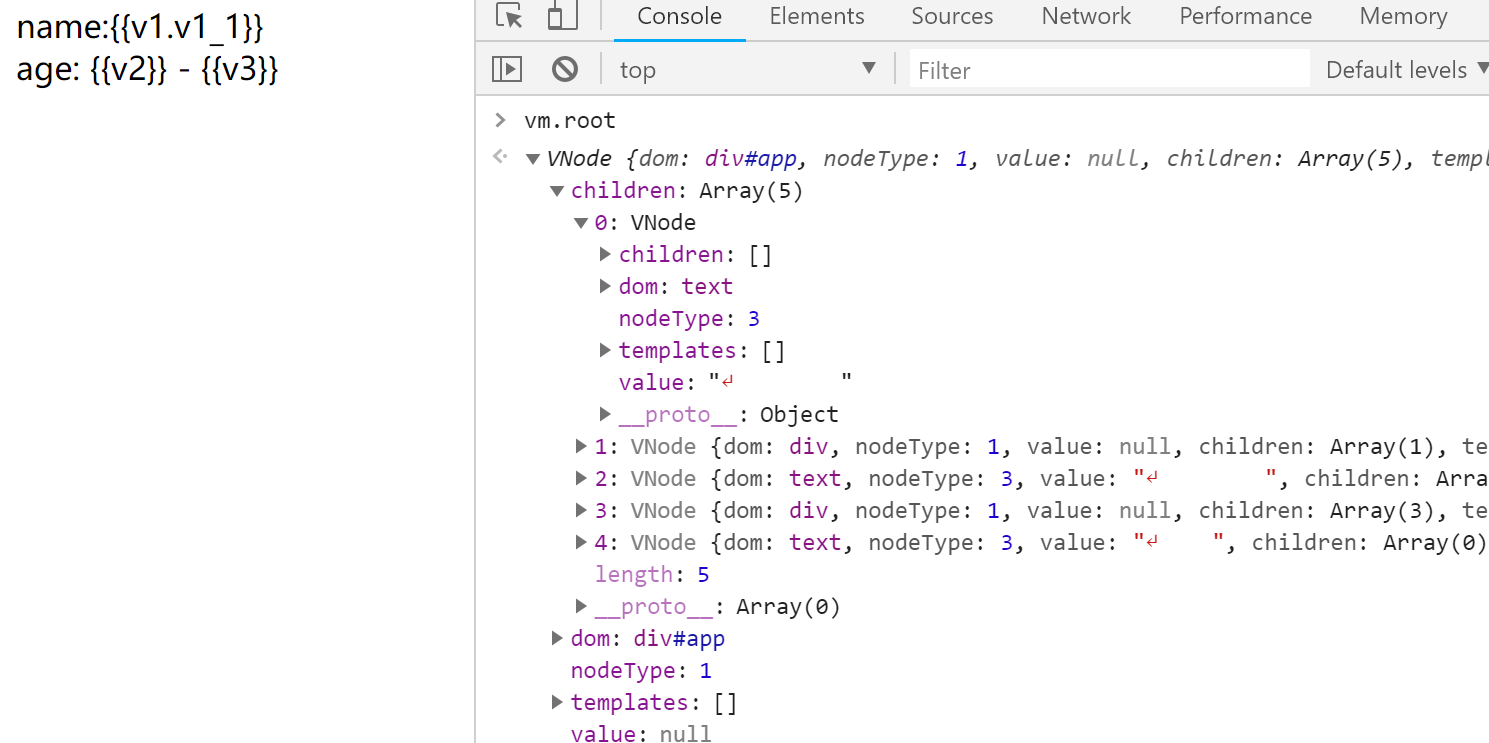 name:{{v1.v1_1}}
age: {{v2}} - {{v3}}
Console Elements Sources Network Performance Memory
top Filter Default levels
> vm.root
VNode {dom: div#app, nodeType: 1, value: null, children: Array(5), templ
children: Array(5)
0: VNode
children: []
dom: text
nodeType: 3
templates: []
value: "↵        "
__proto__: Object
1: VNode {dom: div, nodeType: 1, value: null, children: Array(1), te
2: VNode {dom: text, nodeType: 3, value: "↵        ", children: Arra
3: VNode {dom: div, nodeType: 1, value: null, children: Array(3), te
4: VNode {dom: text, nodeType: 3, value: "↵    ", children: Array(0)
length: 5
__proto__: Array(0)
dom: div#app
nodeType: 1
templates: []
value: null